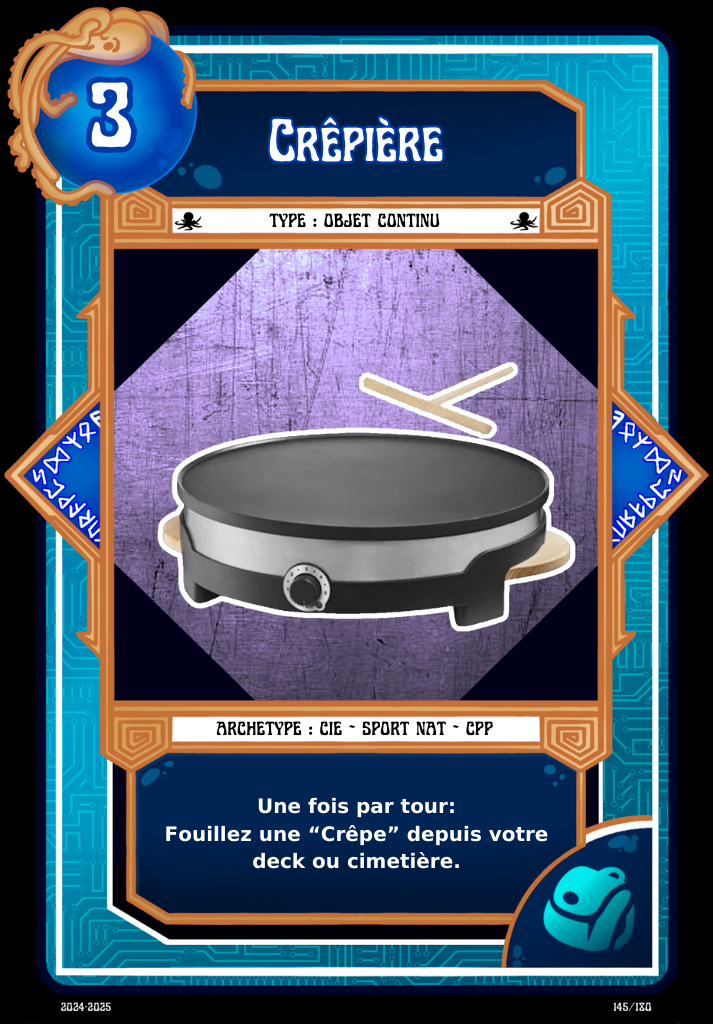 3
CRÊPIÈRE
TYPE : OBJET CONTINU
ARCHETYPE : CIE - SPORT NAT - CPP
Une fois par tour:
Fouillez une “Crêpe” depuis votre
deck ou cimetière.
2024-2025
145/180